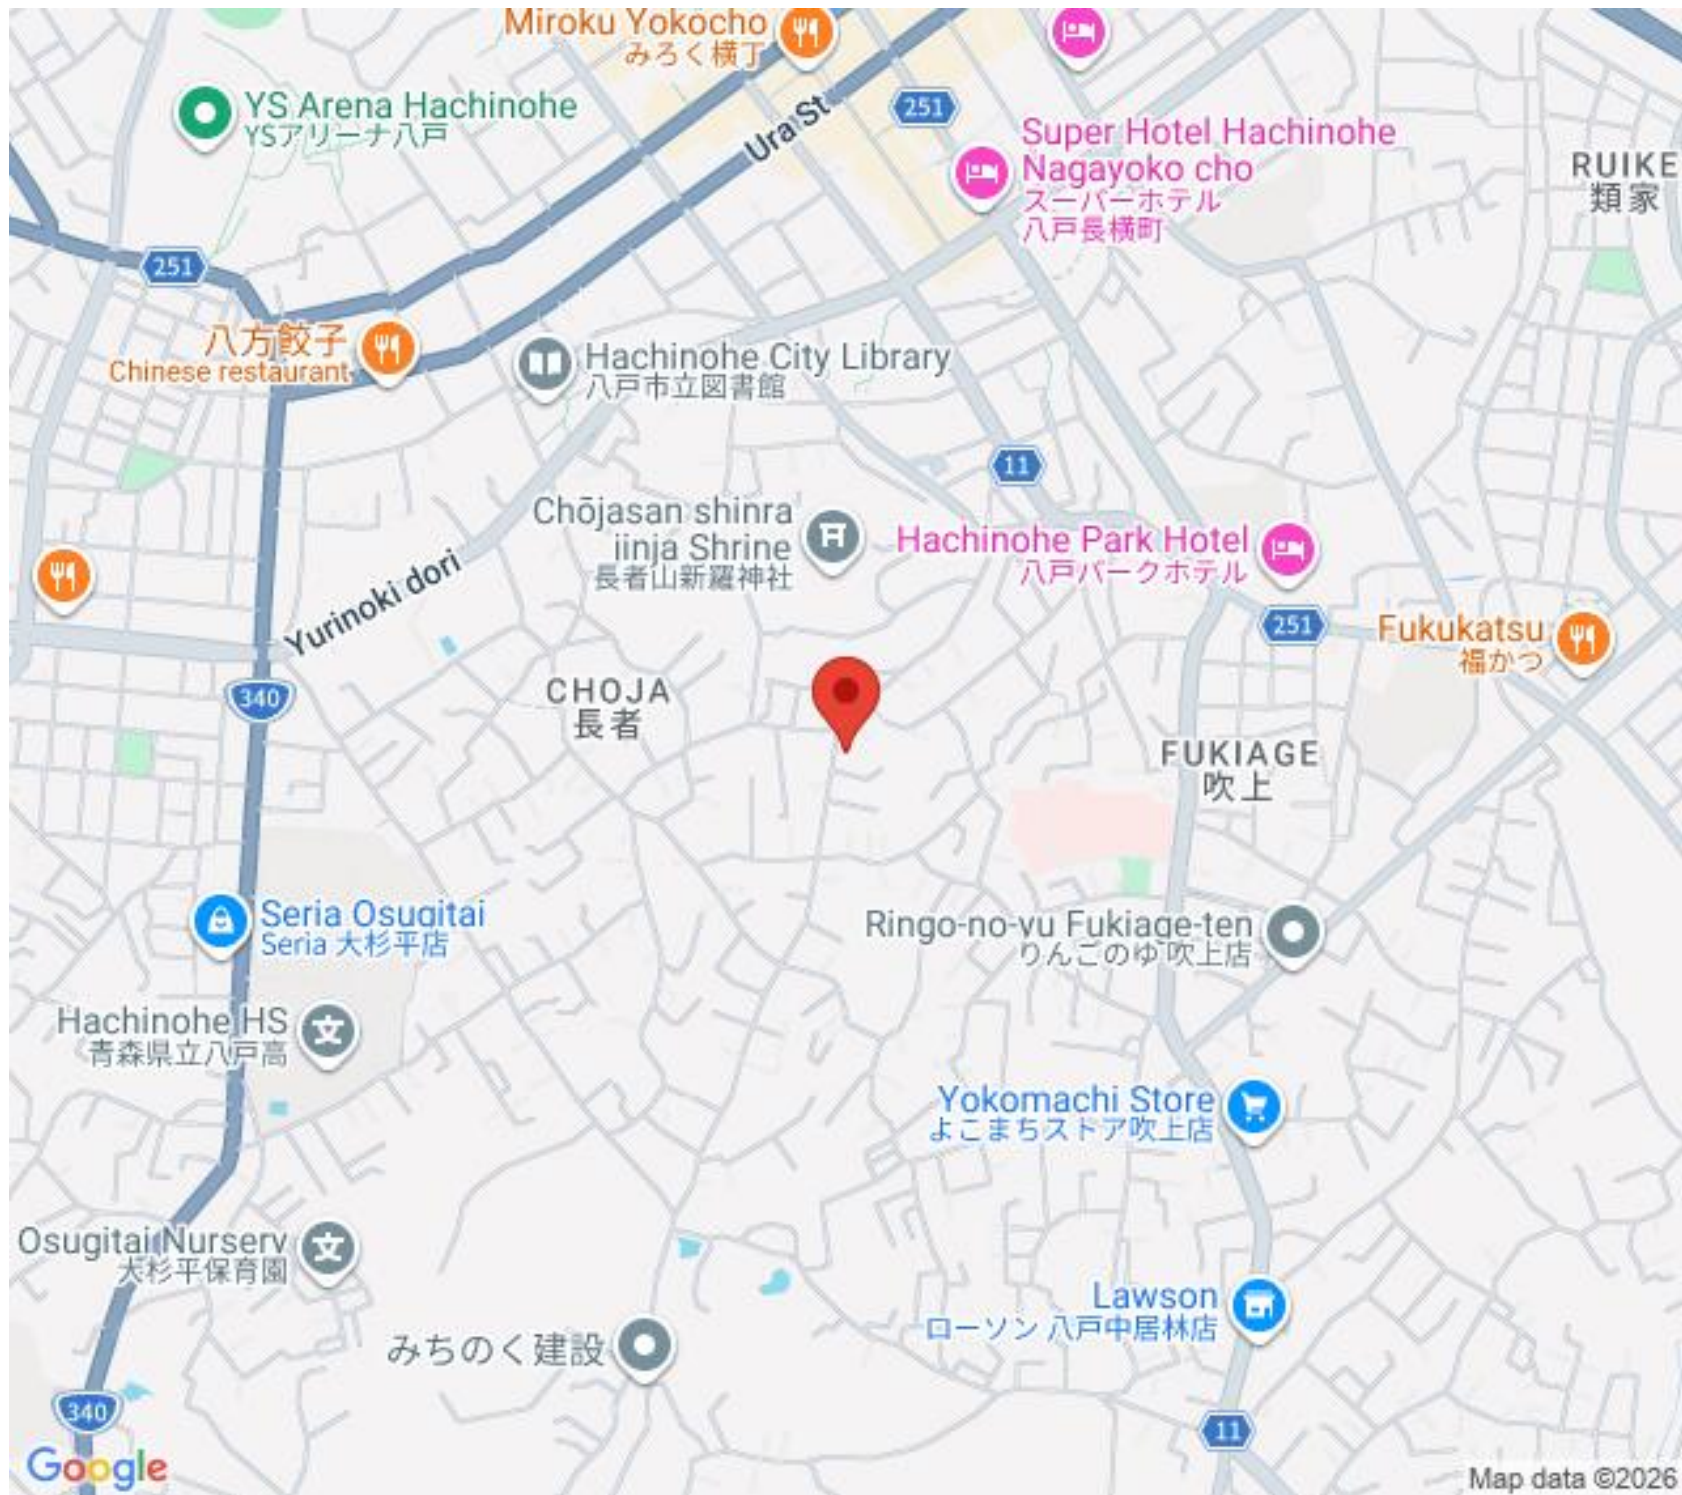 Miroku Yokocho
みろく横丁
YS Arena Hachinohe
YSアリーナ八戸
251
Ura St
Super Hotel Hachinohe
Nagayoko cho
スーパーホテル
八戸長横町
RUIKE
類家
251
八方餃子
Chinese restaurant
Hachinohe City Library
八戸市立図書館
11
Chōjasan shinra
jinja Shrine
長者山新羅神社
Hachinohe Park Hotel
八戸パークホテル
Yurinoki dori
251
Fukukatsu
福かつ
340
CHOJA
長者
FUKIAGE
吹上
Seria Osugitai
Seria 大杉平店
Ringo-no-yu Fukiage-ten
りんごのゆ 吹上店
Hachinohe HS
青森県立八戸高
文
Yokomachi Store
よこまちストア吹上店
Osugitai Nursery
大杉平保育園
文
Lawson
ローソン 八戸中居林店
みちのく建設
340
11
Google
Map data ©2026